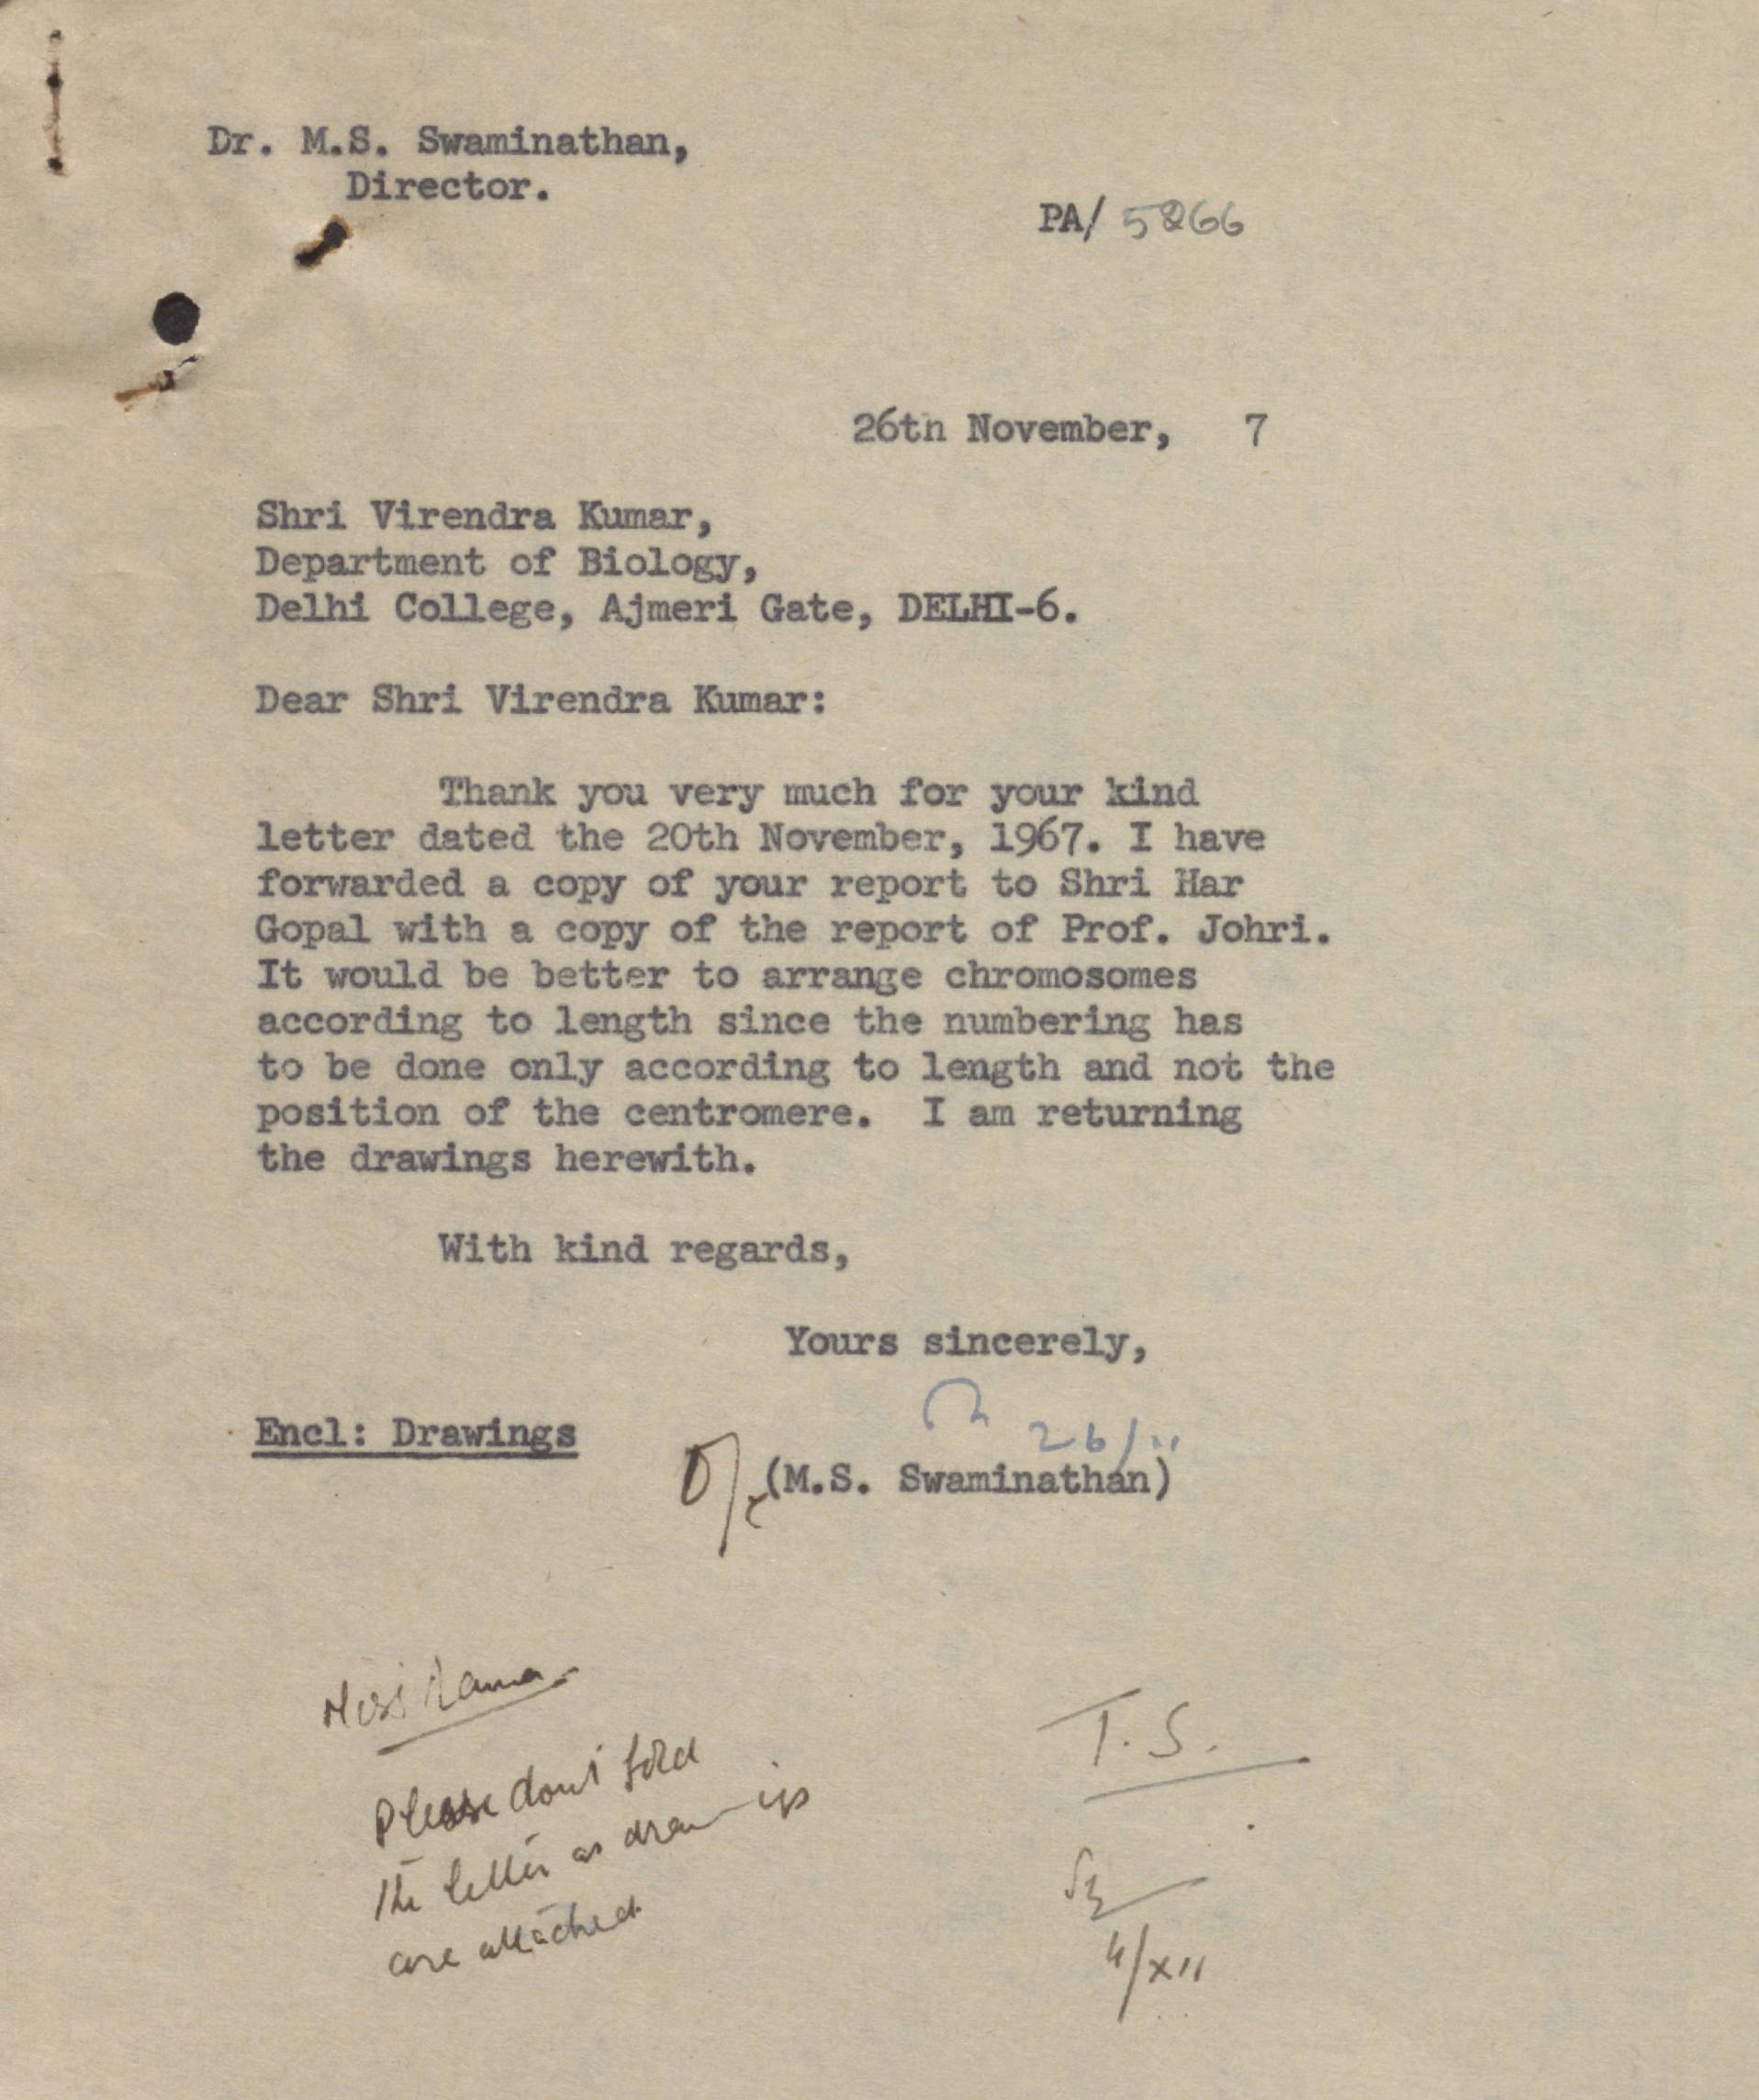 Dr. M.S. Swaminathan,
Director.
PA/ 5266
26tn November, 7
Shri Virendra Kumar,
Department of Biology,
Delhi College, Ajmeri Gate, DELHI-6.
Dear Shri Virendra Kumar:
Thank you very much for your kind
letter dated the 20th November, 1967. I have
forwarded a copy of your report to Shri Har
Gopal with a copy of the report of Prof. Johri.
It would be better to arrange chromosomes
according to length since the numbering has
to be done only according to length and not the
position of the centromere. I am returning
the drawings herewith.
With kind regards,
Yours sincerely,
26/11
Encl: Drawings
O/c (M.S. Swaminathan)
Miss Rama
Please don't fold
the letter as drawings
are attached
T.S.
4/XII